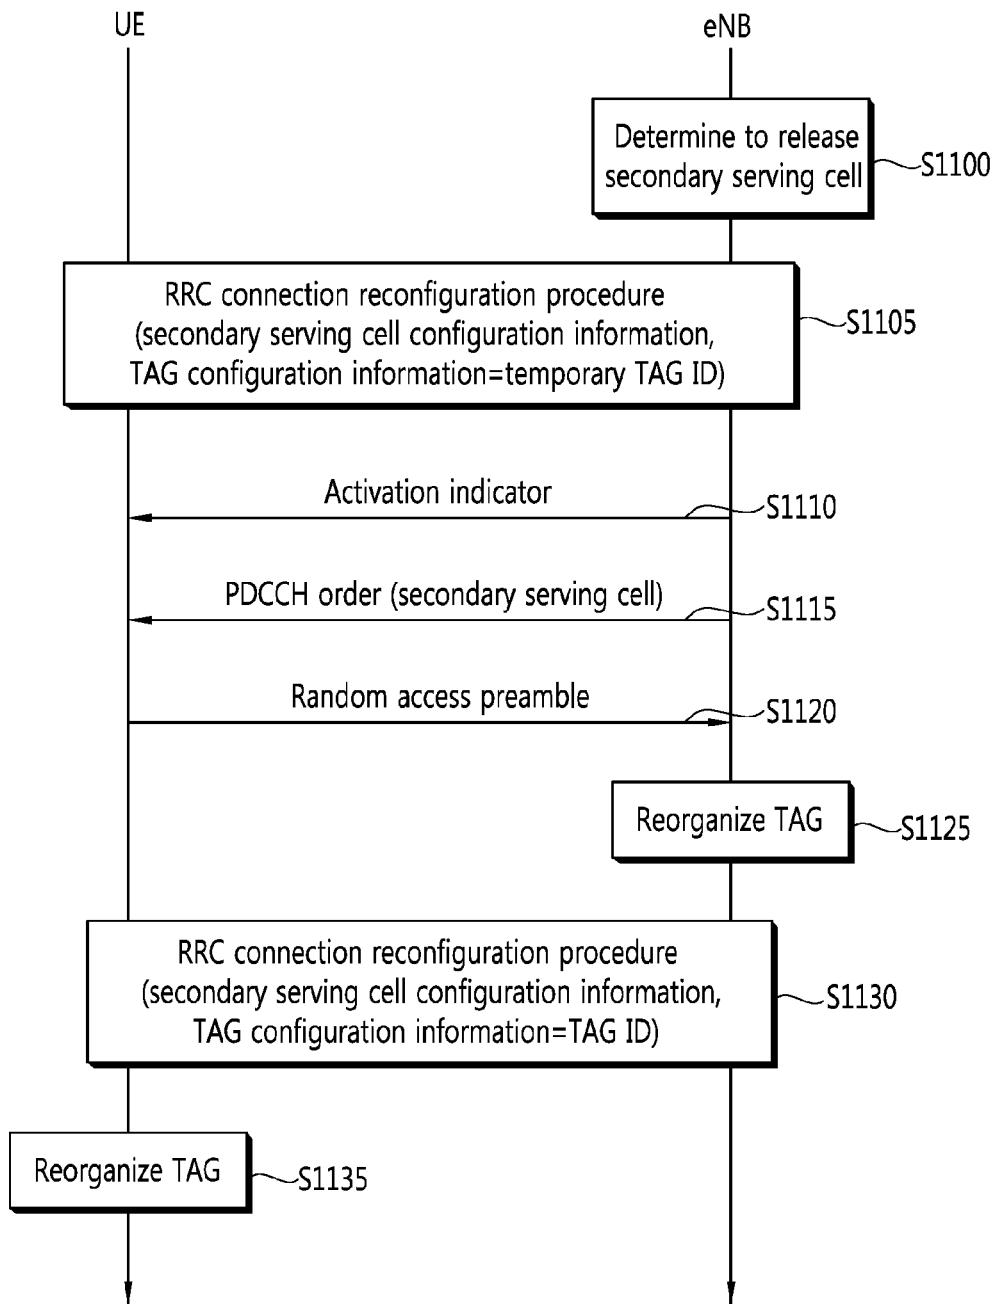 UE
eNB
Determine to release
secondary serving cell
S1100
RRC connection reconfiguration procedure
(secondary serving cell configuration information,
TAG configuration information=temporary TAG ID)
S1105
Activation indicator
S1110
PDCCH order (secondary serving cell)
S1115
Random access preamble
S1120
Reorganize TAG
S1125
RRC connection reconfiguration procedure
(secondary serving cell configuration information,
TAG configuration information=TAG ID)
S1130
Reorganize TAG
S1135